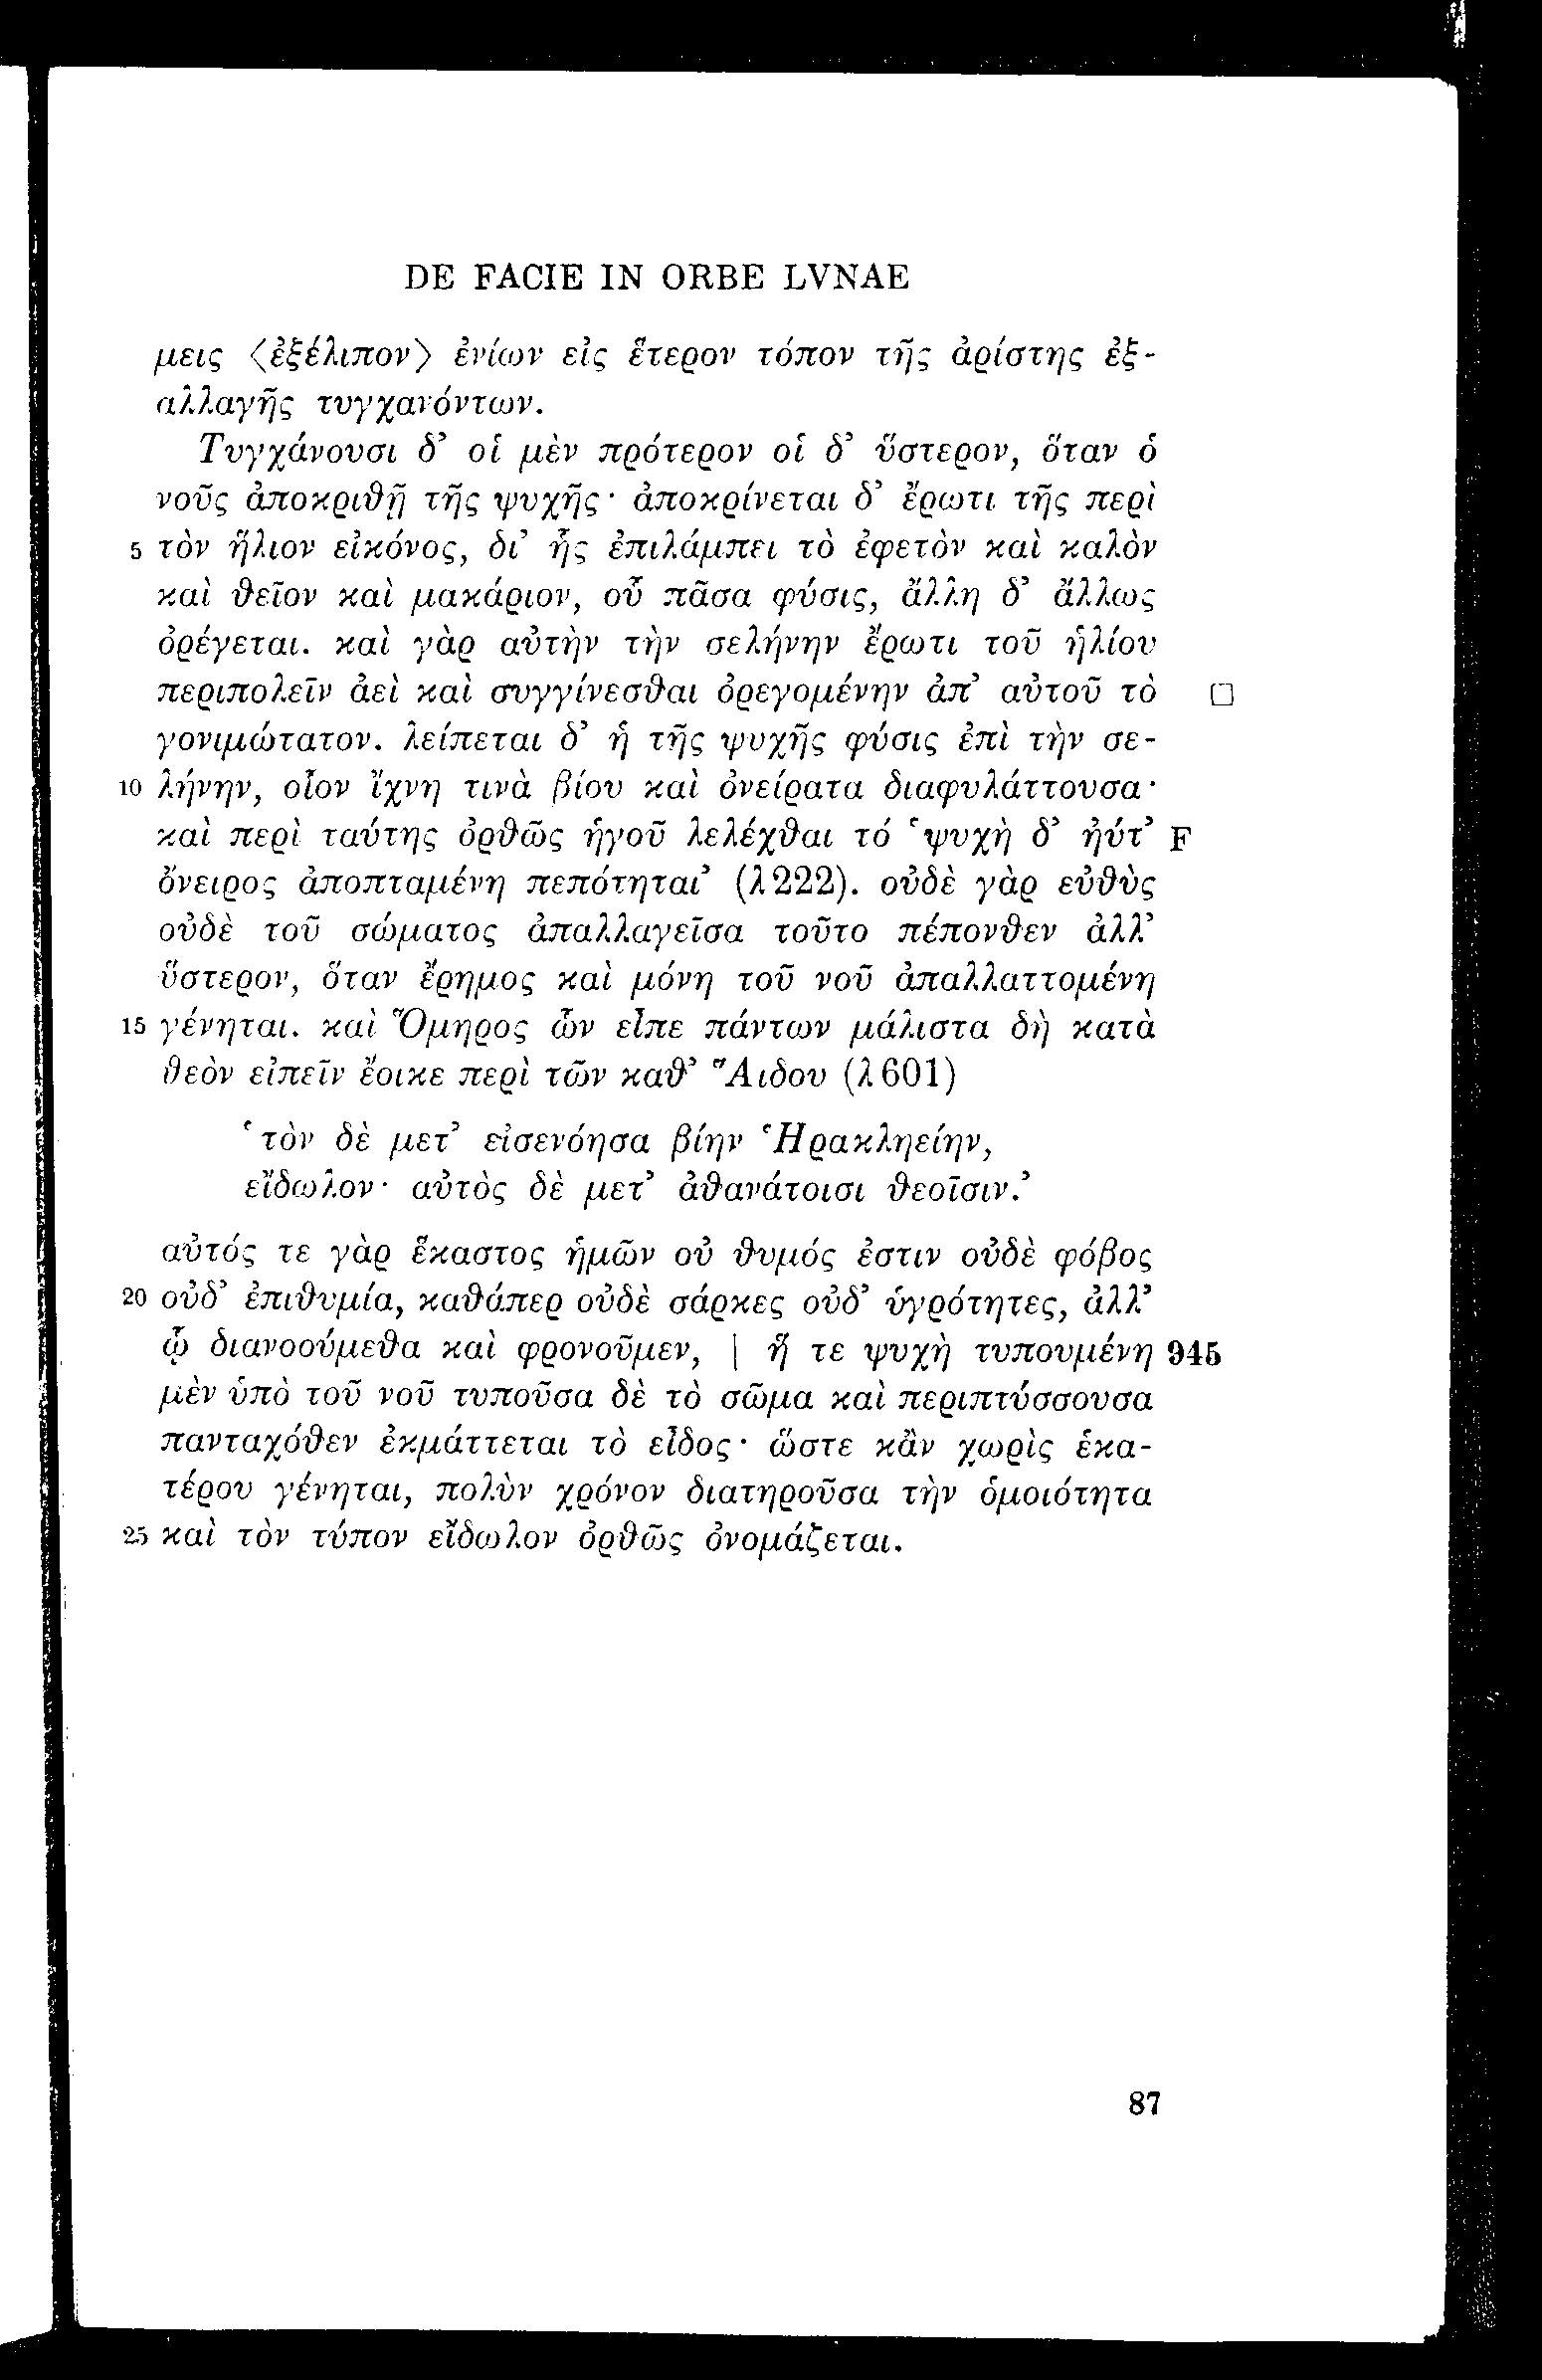 DE FACIE IN ORBE LVNAE
μεις ⟨ἐξέλιπον⟩ ἐνίων εἰς ἕτερον τόπον τῆς ἀρίστης ἐξ-
αλλαγῆς τυγχανόντων.
Τυγχάνουσι δ’ οἱ μὲν πρότερον οἱ δ’ ὕστερον, ὅταν ὁ
νοῦς ἀποκριθῇ τῆς ψυχῆς· ἀποκρίνεται δ’ ἔρωτι τῆς περὶ
5 τὸν ἥλιον εἰκόνος, δι’ ἧς ἐπιλάμπει τὸ ἐφετὸν καὶ καλὸν
καὶ θεῖον καὶ μακάριον, οὗ πᾶσα φύσις, ἄλλη δ’ ἄλλως
ὀρέγεται. καὶ γὰρ αὐτὴν τὴν σελήνην ἔρωτι τοῦ ἡλίου
περιπολεῖν ἀεὶ καὶ συγγίνεσθαι ὀρεγομένην ἀπ’ αὐτοῦ τὸ □
γονιμώτατον. λείπεται δ’ ἡ τῆς ψυχῆς φύσις ἐπὶ τὴν σε-
10 λήνην, οἷον ἴχνη τινὰ βίου καὶ ὀνείρατα διαφυλάττουσα·
καὶ περὶ ταύτης ὀρθῶς ἡγοῦ λελέχθαι τό ‘ψυχὴ δ’ ἠύτ’ F
ὄνειρος ἀποπταμένη πεπότηται’ (λ 222). οὐδὲ γὰρ εὐθὺς
οὐδὲ τοῦ σώματος ἀπαλλαγεῖσα τοῦτο πέπονθεν ἀλλ’
ὕστερον, ὅταν ἔρημος καὶ μόνη τοῦ νοῦ ἀπαλλαττομένη
15 γένηται. καὶ Ὅμηρος ὧν εἶπε πάντων μάλιστα δὴ κατὰ
θεὸν εἰπεῖν ἔοικε περὶ τῶν καθ’ Ἅιδου (λ 601)
‘τὸν δὲ μετ’ εἰσενόησα βίην Ἡρακληείην,
εἴδωλον· αὐτὸς δὲ μετ’ ἀθανάτοισι θεοῖσιν.’
αὐτός τε γὰρ ἕκαστος ἡμῶν οὐ θυμός ἐστιν οὐδὲ φόβος
20 οὐδ’ ἐπιθυμία, καθάπερ οὐδὲ σάρκες οὐδ’ ὑγρότητες, ἀλλ’
ᾧ διανοούμεθα καὶ φρονοῦμεν, | ἥ τε ψυχὴ τυπουμένη 945
μὲν ὑπὸ τοῦ νοῦ τυποῦσα δὲ τὸ σῶμα καὶ περιπτύσσουσα
πανταχόθεν ἐκμάττεται τὸ εἶδος· ὥστε κἂν χωρὶς ἑκα-
τέρου γένηται, πολὺν χρόνον διατηροῦσα τὴν ὁμοιότητα
25 καὶ τὸν τύπον εἴδωλον ὀρθῶς ὀνομάζεται.
87